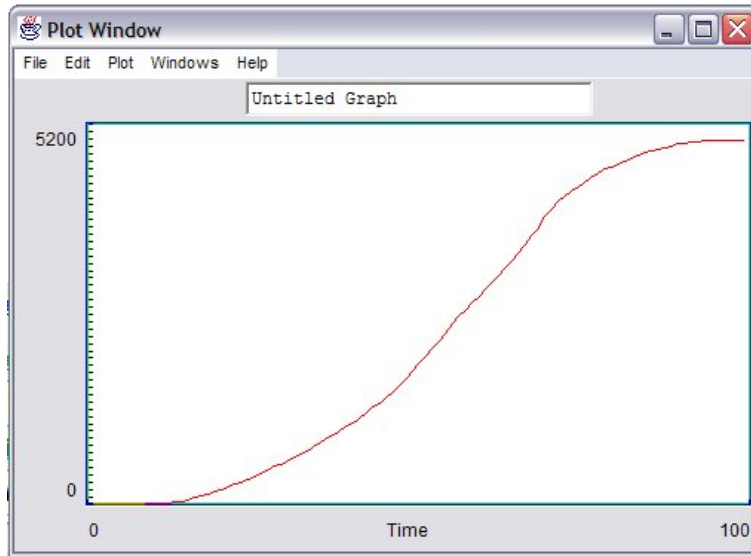 Plot Window
File Edit Plot Windows Help
Untitled Graph
5200
0
0 Time 100